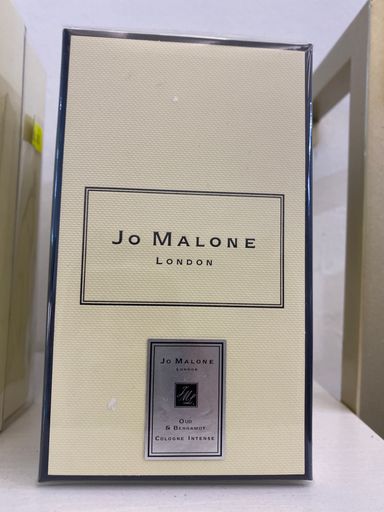 JO MALONE
LONDON
JO MALONE
LONDON
OUD
& BERGAMOT
COLOGNE INTENSE